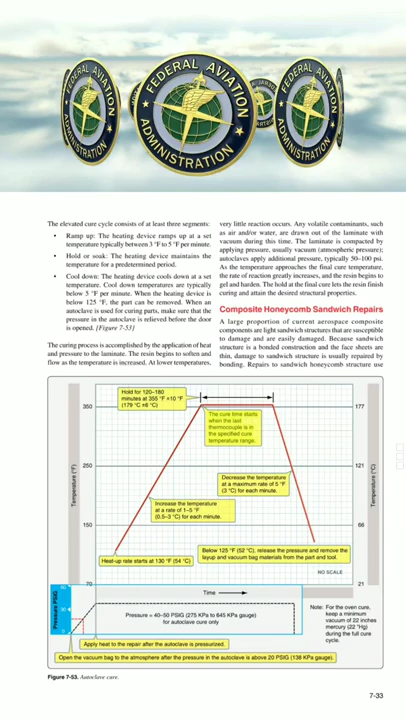 FEDERAL AVIATION
ADMINISTRATION
FEDERAL AVIATION
ADMINISTRATION
FEDERAL AVIATION
ADMINISTRATION
The elevated cure cycle consists of at least three segments:
• Ramp up: The heating device ramps up at a set
temperature typically between 3 °F to 5 °F per minute.
• Hold or soak: The heating device maintains the
temperature for a predetermined period.
• Cool down: The heating device cools down at a set
temperature. Cool down temperatures are typically
below 5 °F per minute. When the heating device is
below 125 °F, the part can be removed. When an
autoclave is used for curing parts, make sure that the
pressure in the autoclave is relieved before the door
is opened. [Figure 7-53]
The curing process is accomplished by the application of heat
and pressure to the laminate. The resin begins to soften and
flow as the temperature is increased. At lower temperatures,
very little reaction occurs. Any volatile contaminants, such
as air and/or water, are drawn out of the laminate with
vacuum during this time. The laminate is compacted by
applying pressure, usually vacuum (atmospheric pressure);
autoclaves apply additional pressure, typically 50–100 psi.
As the temperature approaches the final cure temperature,
the rate of reaction greatly increases, and the resin begins to
gel and harden. The hold at the final cure lets the resin finish
curing and attain the desired structural properties.
Composite Honeycomb Sandwich Repairs
A large proportion of current aerospace composite
components are light sandwich structures that are susceptible
to damage and are easily damaged. Because sandwich
structure is a bonded construction and the face sheets are
thin, damage to sandwich structure is usually repaired by
bonding. Repairs to sandwich honeycomb structure use
Hold for 120–180
minutes at 355 °F ±10 °F
(179 °C ±6 °C)
350
177
The cure time starts
when the last
thermocouple is in
the specified cure
temperature range.
Temperature (°F)
Temperature (°C)
250
121
Decrease the temperature
at a maximum rate of 5 °F
(3 °C) for each minute.
Increase the temperature
at a rate of 1–5 °F
(0.5–3 °C) for each minute.
150
66
Below 125 °F (52 °C), release the pressure and remove the
layup and vacuum bag materials from the part and tool.
Heat-up rate starts at 130 °F (54 °C)
NO SCALE
70
21
Time
Pressure PSIG
Pressure = 40–50 PSIG (275 KPa to 645 KPa gauge)
for autoclave cure only
0
Note: For the oven cure,
keep a minimum
vacuum of 22 inches
mercury (22 "Hg)
during the full cure
cycle.
Apply heat to the repair after the autoclave is pressurized.
Open the vacuum bag to the atmosphere after the pressure in the autoclave is above 20 PSIG (138 KPa gauge).
Figure 7-53. Autoclave cure.
7-33